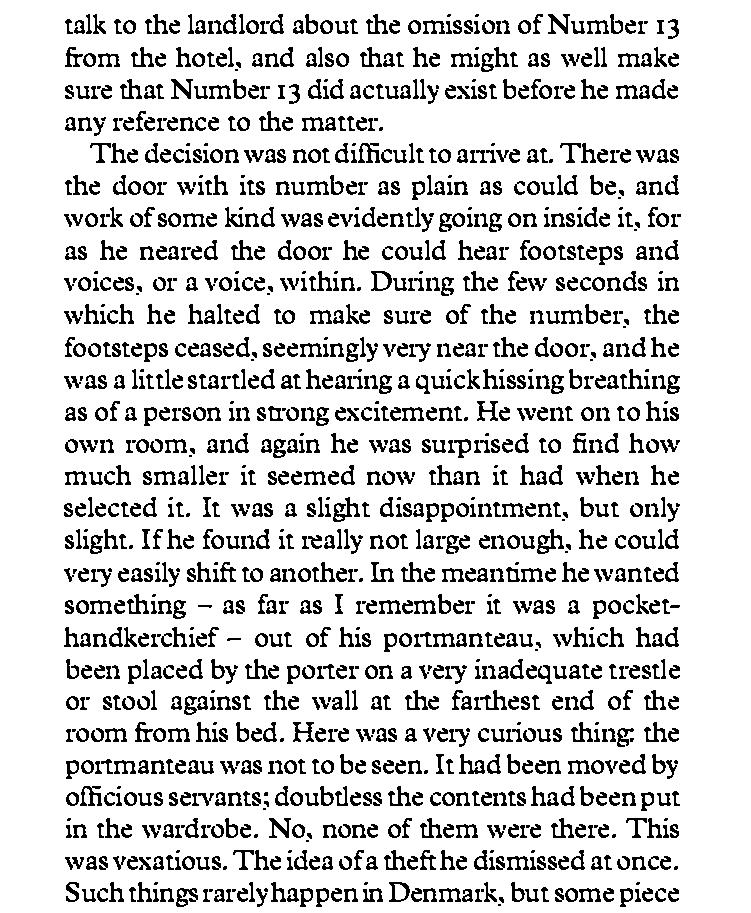 talk to the landlord about the omission of Number 13
from the hotel, and also that he might as well make
sure that Number 13 did actually exist before he made
any reference to the matter.
The decision was not difficult to arrive at. There was
the door with its number as plain as could be, and
work of some kind was evidently going on inside it, for
as he neared the door he could hear footsteps and
voices, or a voice, within. During the few seconds in
which he halted to make sure of the number, the
footsteps ceased, seemingly very near the door, and he
was a little startled at hearing a quick hissing breathing
as of a person in strong excitement. He went on to his
own room, and again he was surprised to find how
much smaller it seemed now than it had when he
selected it. It was a slight disappointment, but only
slight. If he found it really not large enough, he could
very easily shift to another. In the meantime he wanted
something – as far as I remember it was a pocket-
handkerchief – out of his portmanteau, which had
been placed by the porter on a very inadequate trestle
or stool against the wall at the farthest end of the
room from his bed. Here was a very curious thing: the
portmanteau was not to be seen. It had been moved by
officious servants; doubtless the contents had been put
in the wardrobe. No, none of them were there. This
was vexatious. The idea of a theft he dismissed at once.
Such things rarely happen in Denmark, but some piece